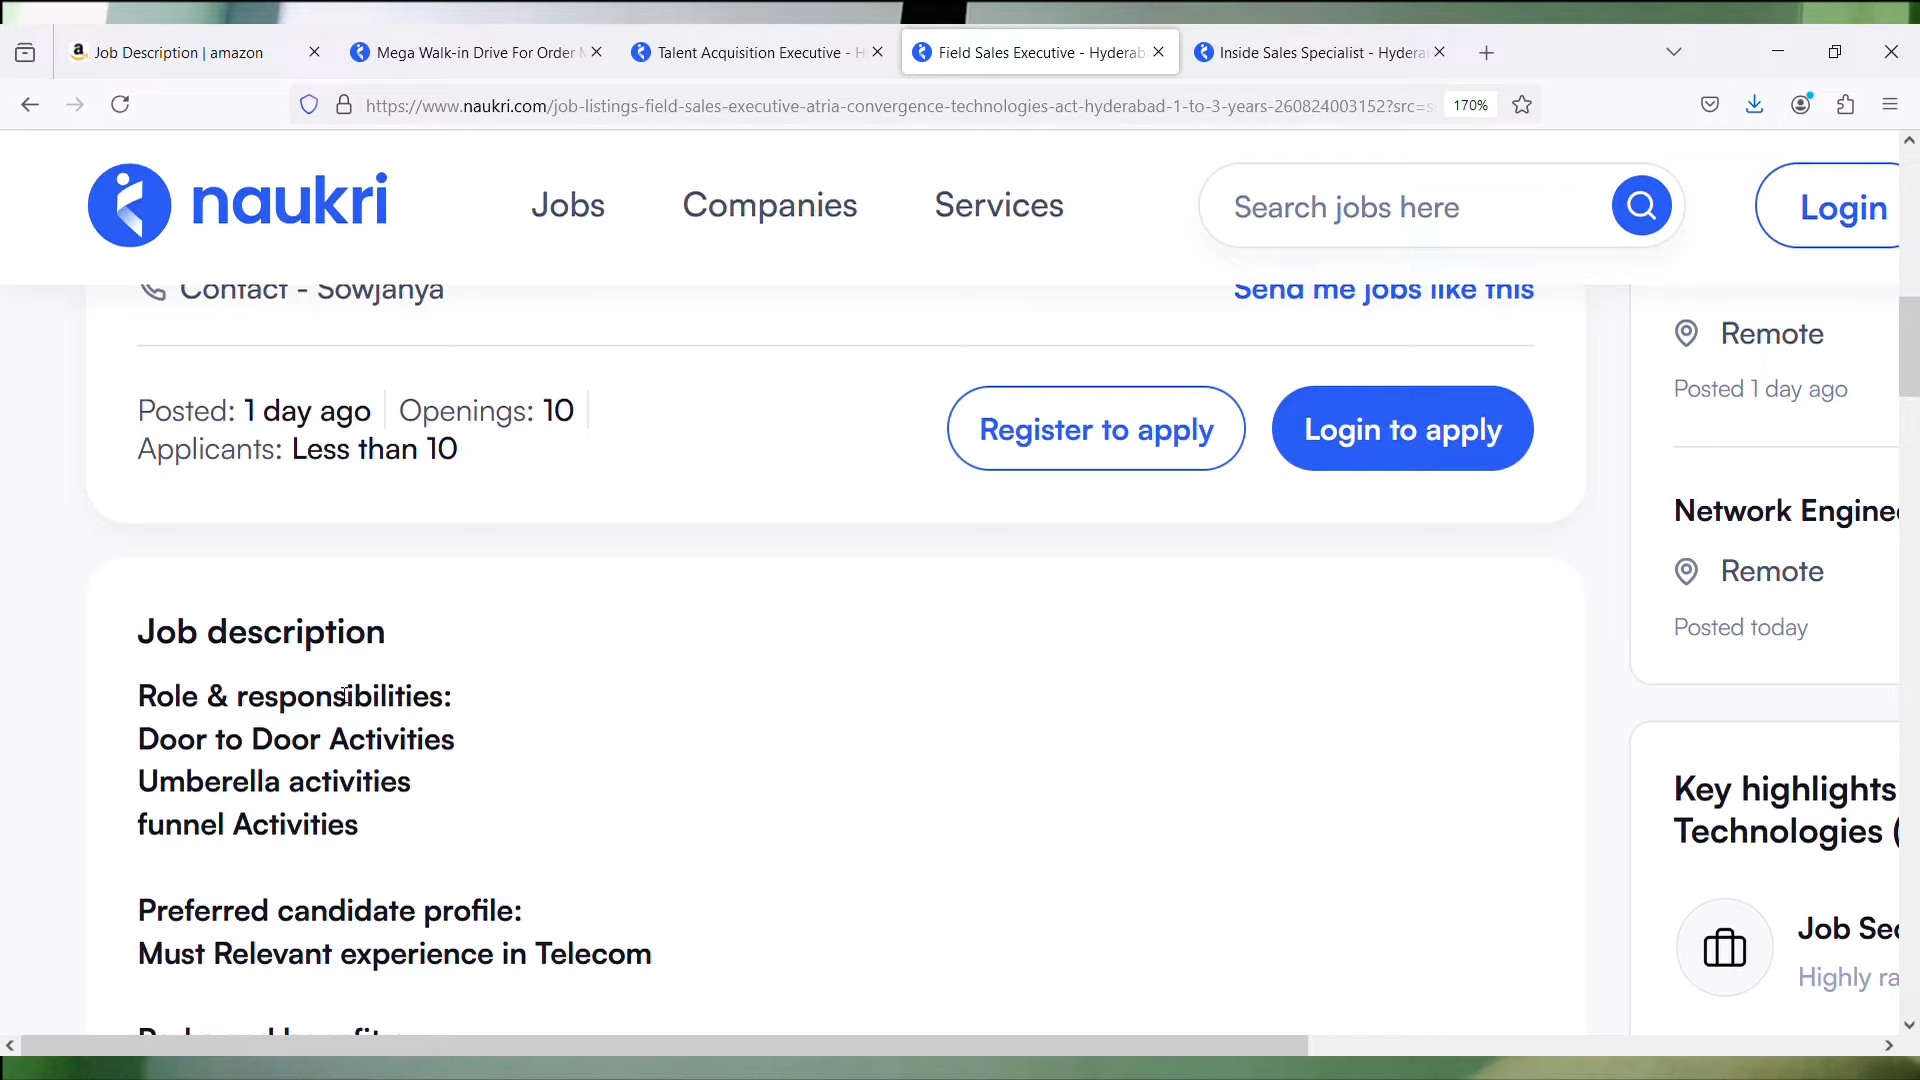 Job Description | amazon
Mega Walk-in Drive For Order
Talent Acquisition Executive - H
Field Sales Executive - Hyderab
Inside Sales Specialist - Hydera
https://www.naukri.com/job-listings-field-sales-executive-atria-convergence-technologies-act-hyderabad-1-to-3-years-260824003152?src=s
170%
naukri
Jobs
Companies
Services
Search jobs here
Login
Contact - Sowjanya
Send me jobs like this
Posted: 1 day ago
Openings: 10
Applicants: Less than 10
Register to apply
Login to apply
Job description
Role & responsibilities:
Door to Door Activities
Umberella activities
funnel Activities
Preferred candidate profile:
Must Relevant experience in Telecom
Remote
Posted 1 day ago
Network Enginee
Remote
Posted today
Key highlights
Technologies (
Job Sec
Highly ra